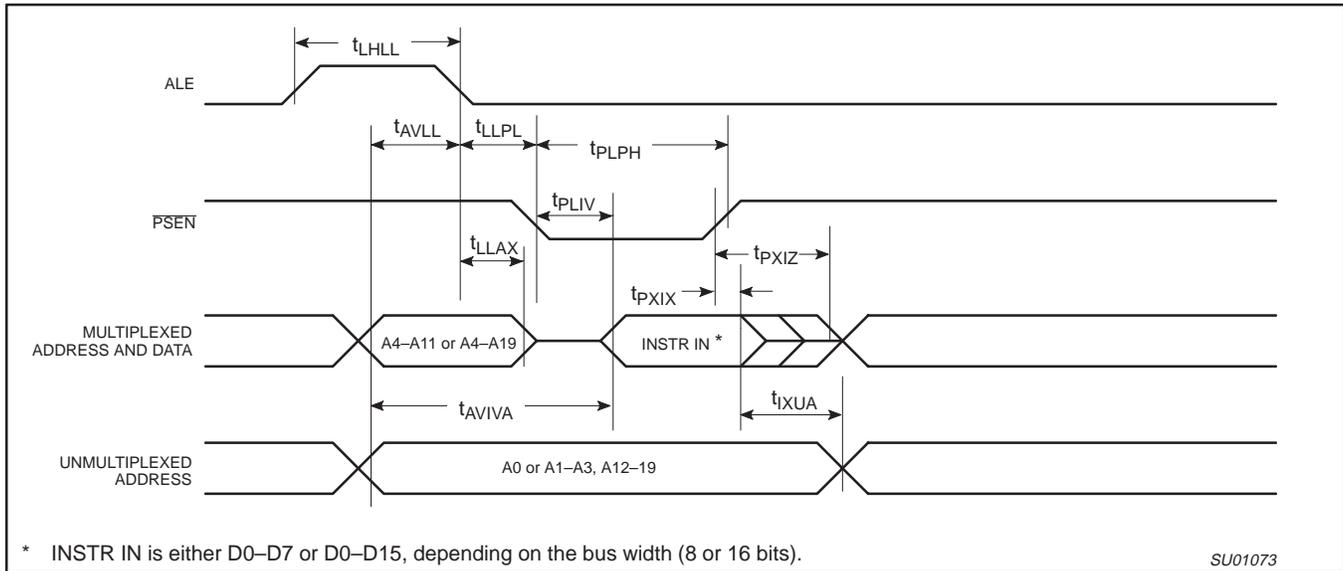 tLHLL
ALE
tAVLL
tLLPL
tPLPH
tPLIV
PSEN
tLLAX
tPXIZ
tPXIX
MULTIPLEXED
ADDRESS AND DATA
A4–A11 or A4–A19
INSTR IN *
tAVIVA
tIXUA
UNMULTIPLEXED
ADDRESS
A0 or A1–A3, A12–19
* INSTR IN is either D0–D7 or D0–D15, depending on the bus width (8 or 16 bits).
SU01073